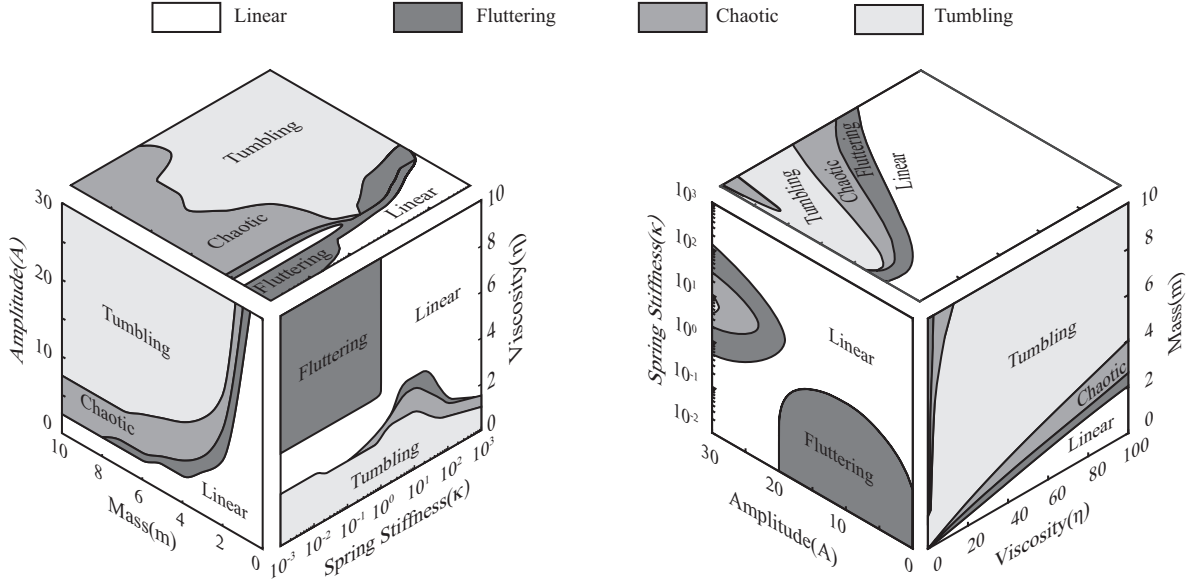 Linear
Fluttering
Chaotic
Tumbling
Tumbling
Chaotic
Fluttering
Linear
30
20
10
0
Amplitude(A)
Tumbling
Chaotic
Linear
10
8
6
4
2
0
Mass(m)
Fluttering
Linear
Tumbling
10
8
6
4
2
0
Viscosity(η)
10-3
10-2
10-1
100
101
102
103
Spring Stiffness(κ)
Tumbling
Chaotic
Fluttering
Linear
103
102
101
100
10-1
10-2
Spring Stiffness(κ)
Linear
Fluttering
30
20
10
0
Amplitude(A)
Tumbling
Chaotic
Linear
10
8
6
4
2
0
Mass(m)
0
20
40
60
80
100
Viscosity(η)